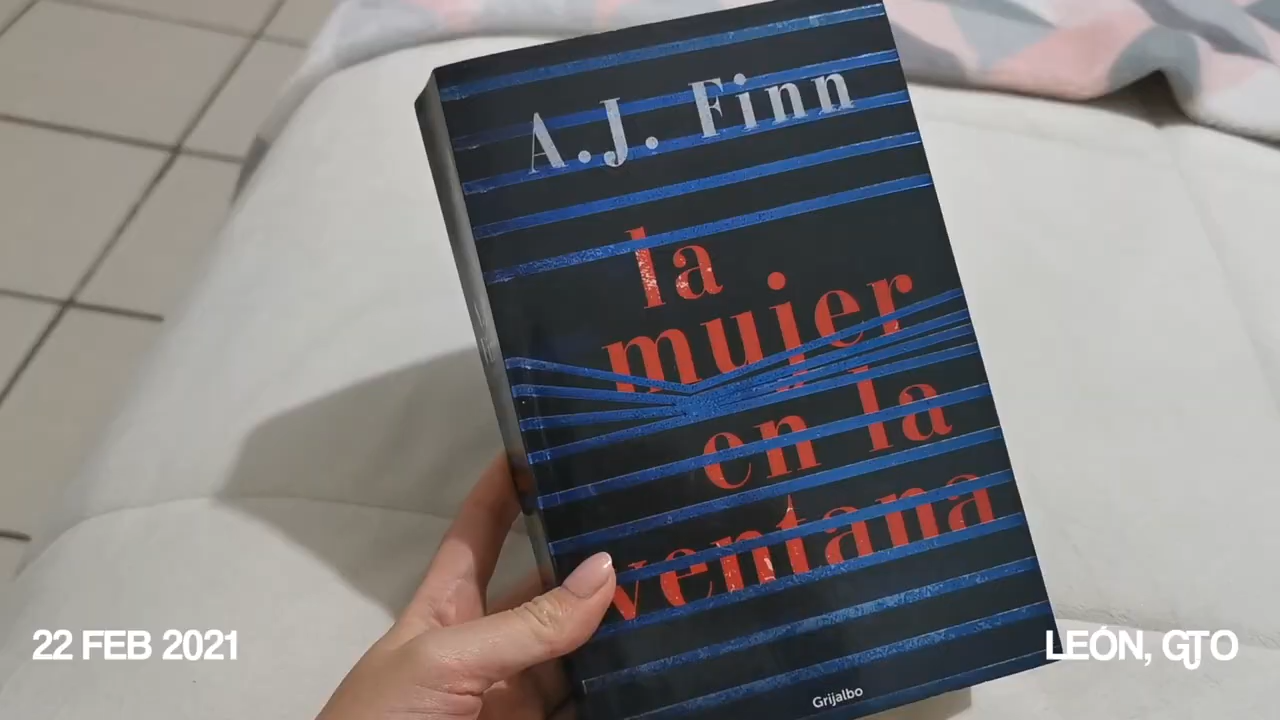 A.J. Finn
la
mujer
en la
ventana
Grijalbo
22 FEB 2021
LEÓN, GTO